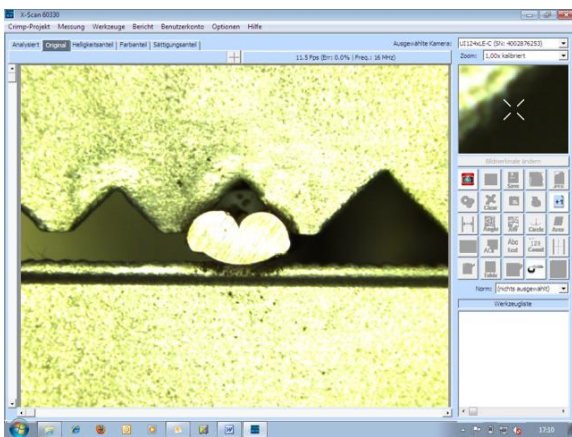 X-Scan 60330
Crimp-Projekt Messung Werkzeuge Bericht Benutzerkonto Optionen Hilfe
Analysiert Original Helligkeitsanteil Farbanteil Sättigungsanteil
Ausgewählte Kamera: UI124xLE-C (SN: 4002876253)
11.5 Fps (Err: 0.0% | Freq.: 16 MHz)
Zoom: 1,00x kalibriert
Bildmerkmale ändern
Save
Clear
Angle
Circle
Area
Abc
Text
123
Count
Norm: (nichts ausgewählt)
Werkzeugliste
17:10